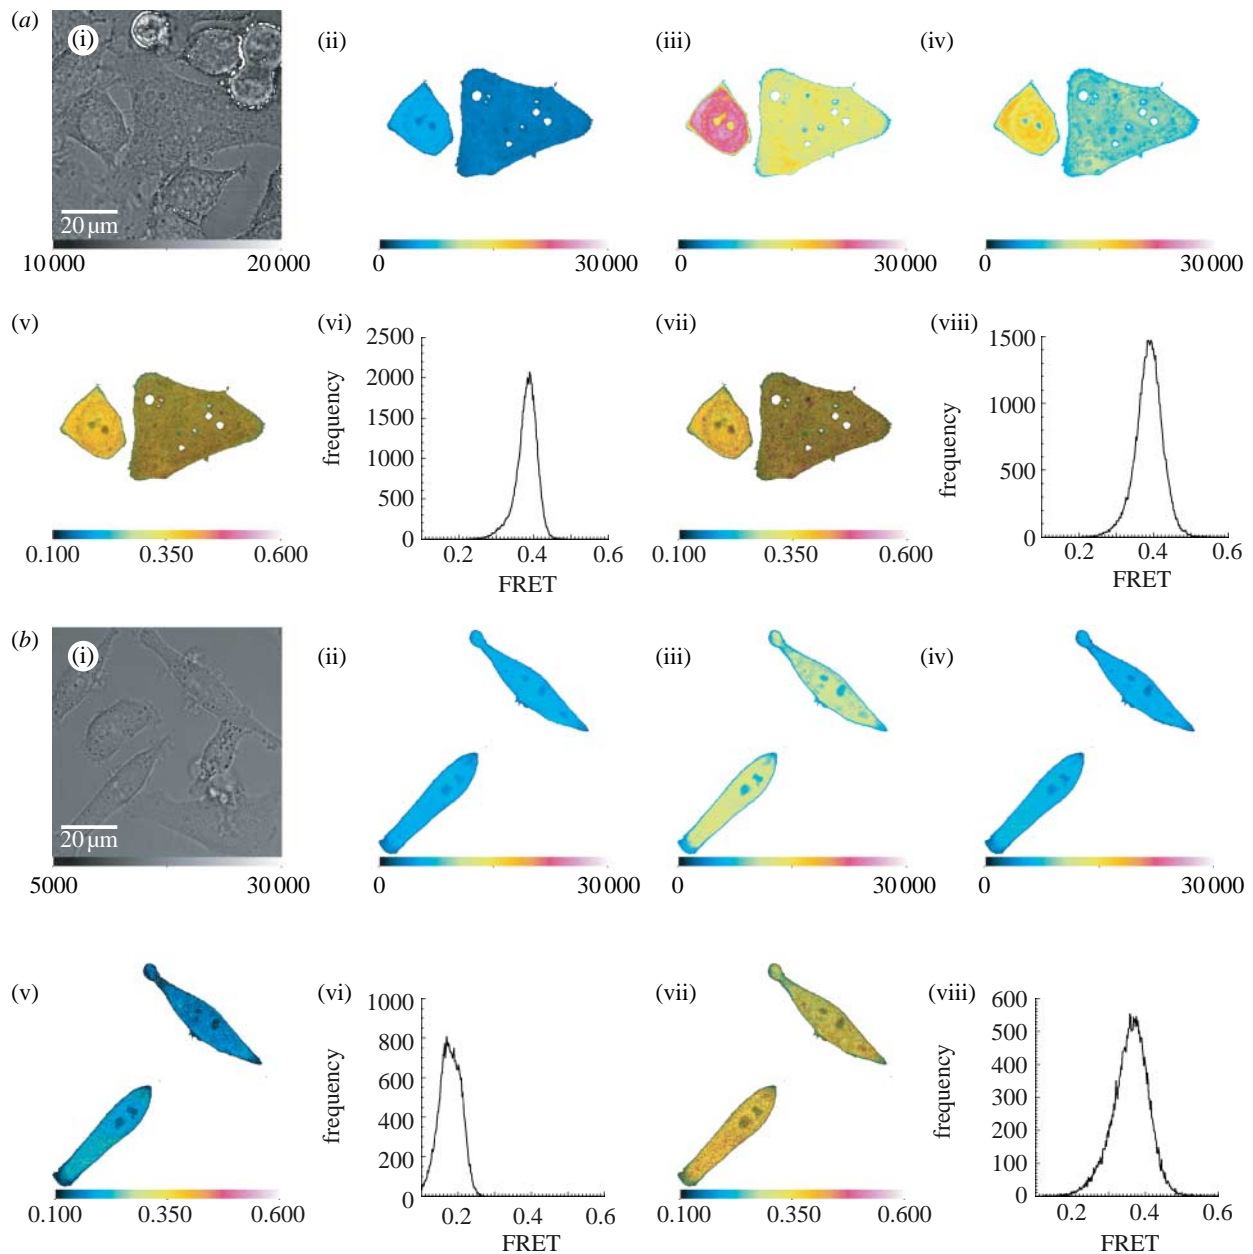 (a)
(i)
(ii)
(iii)
(iv)
20 µm
10 000 20 000
0 30 000
0 30 000
0 30 000
(v)
(vi)
(vii)
(viii)
0.100 0.350 0.600
2500
2000
1500
1000
500
0
frequency
0.2 0.4 0.6
FRET
0.100 0.350 0.600
1500
1000
500
0
frequency
0.2 0.4 0.6
FRET
(b)
(i)
(ii)
(iii)
(iv)
20 µm
5000 30 000
0 30 000
0 30 000
0 30 000
(v)
(vi)
(vii)
(viii)
0.100 0.350 0.600
1000
800
600
400
200
0
frequency
0.2 0.4 0.6
FRET
0.100 0.350 0.600
600
500
400
300
200
100
0
frequency
0.2 0.4 0.6
FRET